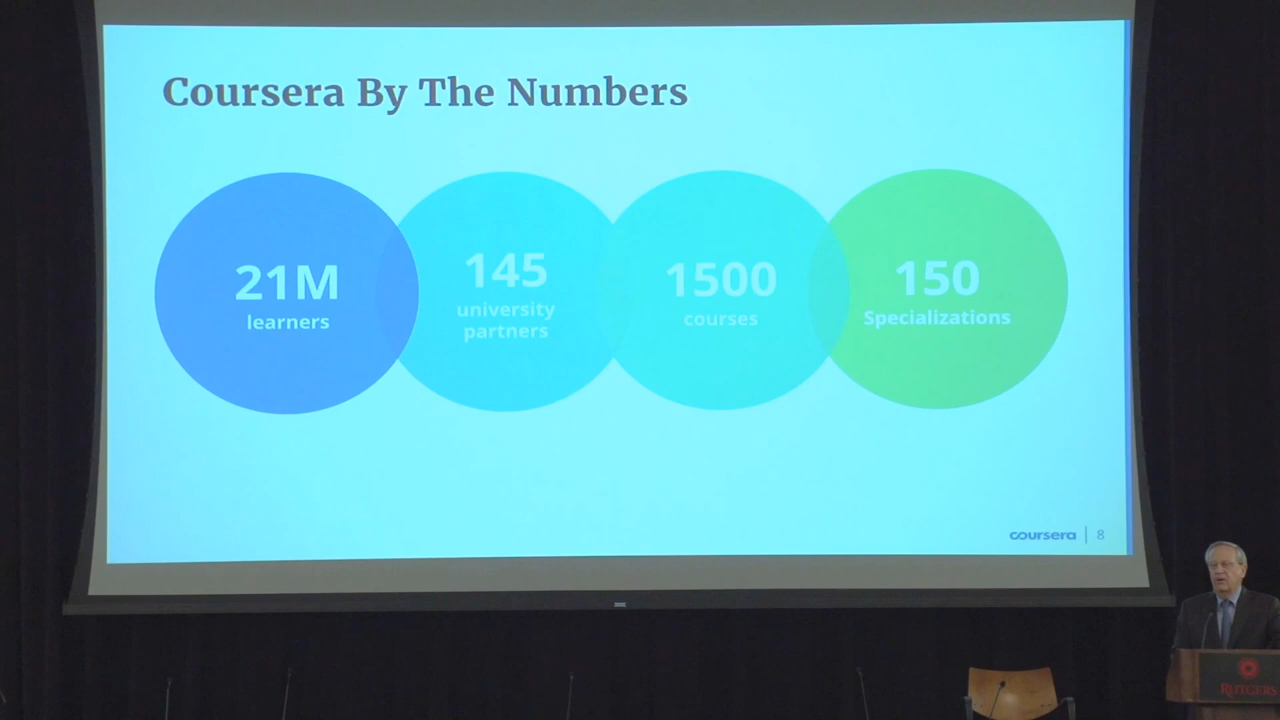 Coursera By The Numbers
21M
learners
145
university
partners
1500
courses
150
Specializations
coursera | 8
RUTGERS